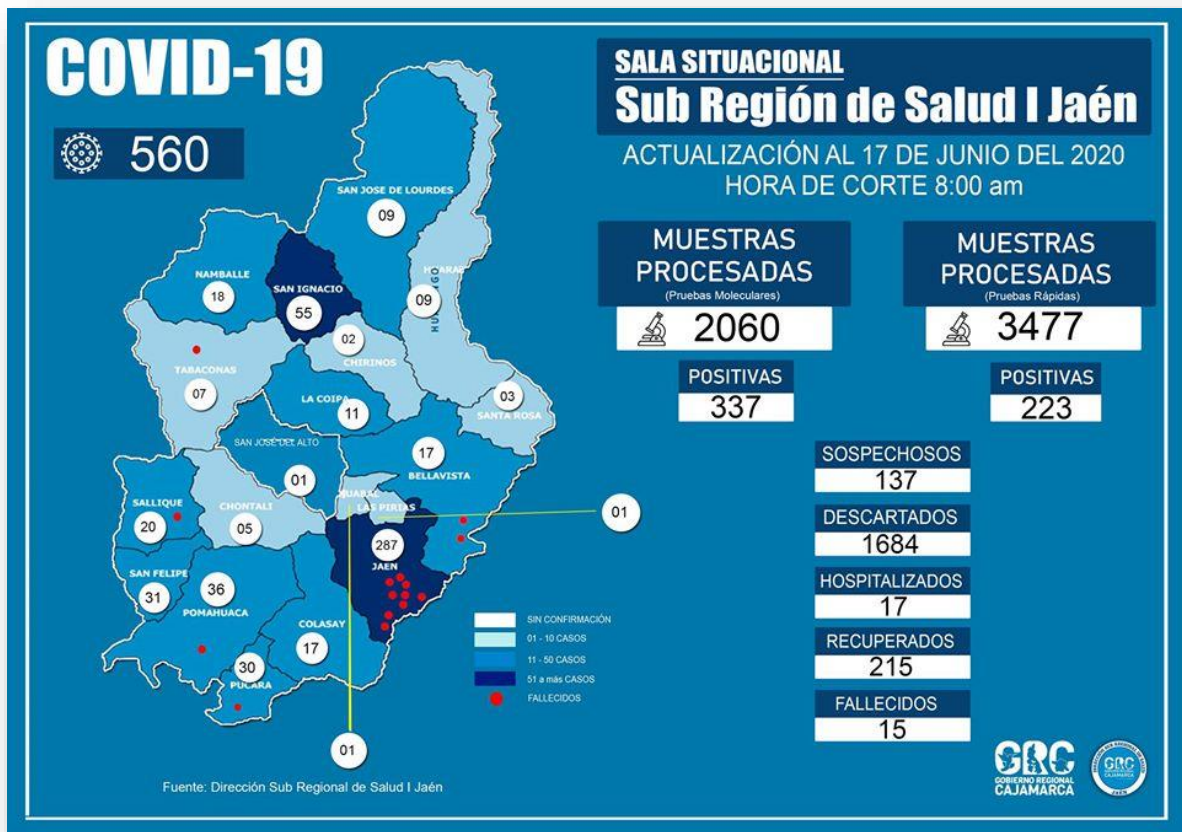 COVID-19
560
SALA SITUACIONAL
Sub Región de Salud I Jaén
ACTUALIZACIÓN AL 17 DE JUNIO DEL 2020
HORA DE CORTE 8:00 am
MUESTRAS
PROCESADAS
(Pruebas Moleculares)
2060
POSITIVAS
337
MUESTRAS
PROCESADAS
(Pruebas Rápidas)
3477
POSITIVAS
223
SOSPECHOSOS
137
DESCARTADOS
1684
HOSPITALIZADOS
17
RECUPERADOS
215
FALLECIDOS
15
SAN JOSE DE LOURDES
09
NAMBALLE
18
SAN IGNACIO
55
09
02
CHIRINOS
TABACONAS
07
LA COIPA
11
03
SANTA ROSA
SAN JOSÉ DEL ALTO
01
17
BELLAVISTA
SALLIQUE
20
CHONTALI
05
LAS PIRIAS
01
287
JAEN
SAN FELIPE
31
36
POMAHUACA
COLASAY
17
30
PUCARA
01
SIN CONFIRMACIÓN
01 - 10 CASOS
11 - 50 CASOS
51 a más CASOS
FALLECIDOS
Fuente: Dirección Sub Regional de Salud I Jaén
GRC
GOBIERNO REGIONAL
CAJAMARCA
GRC
JAÉN